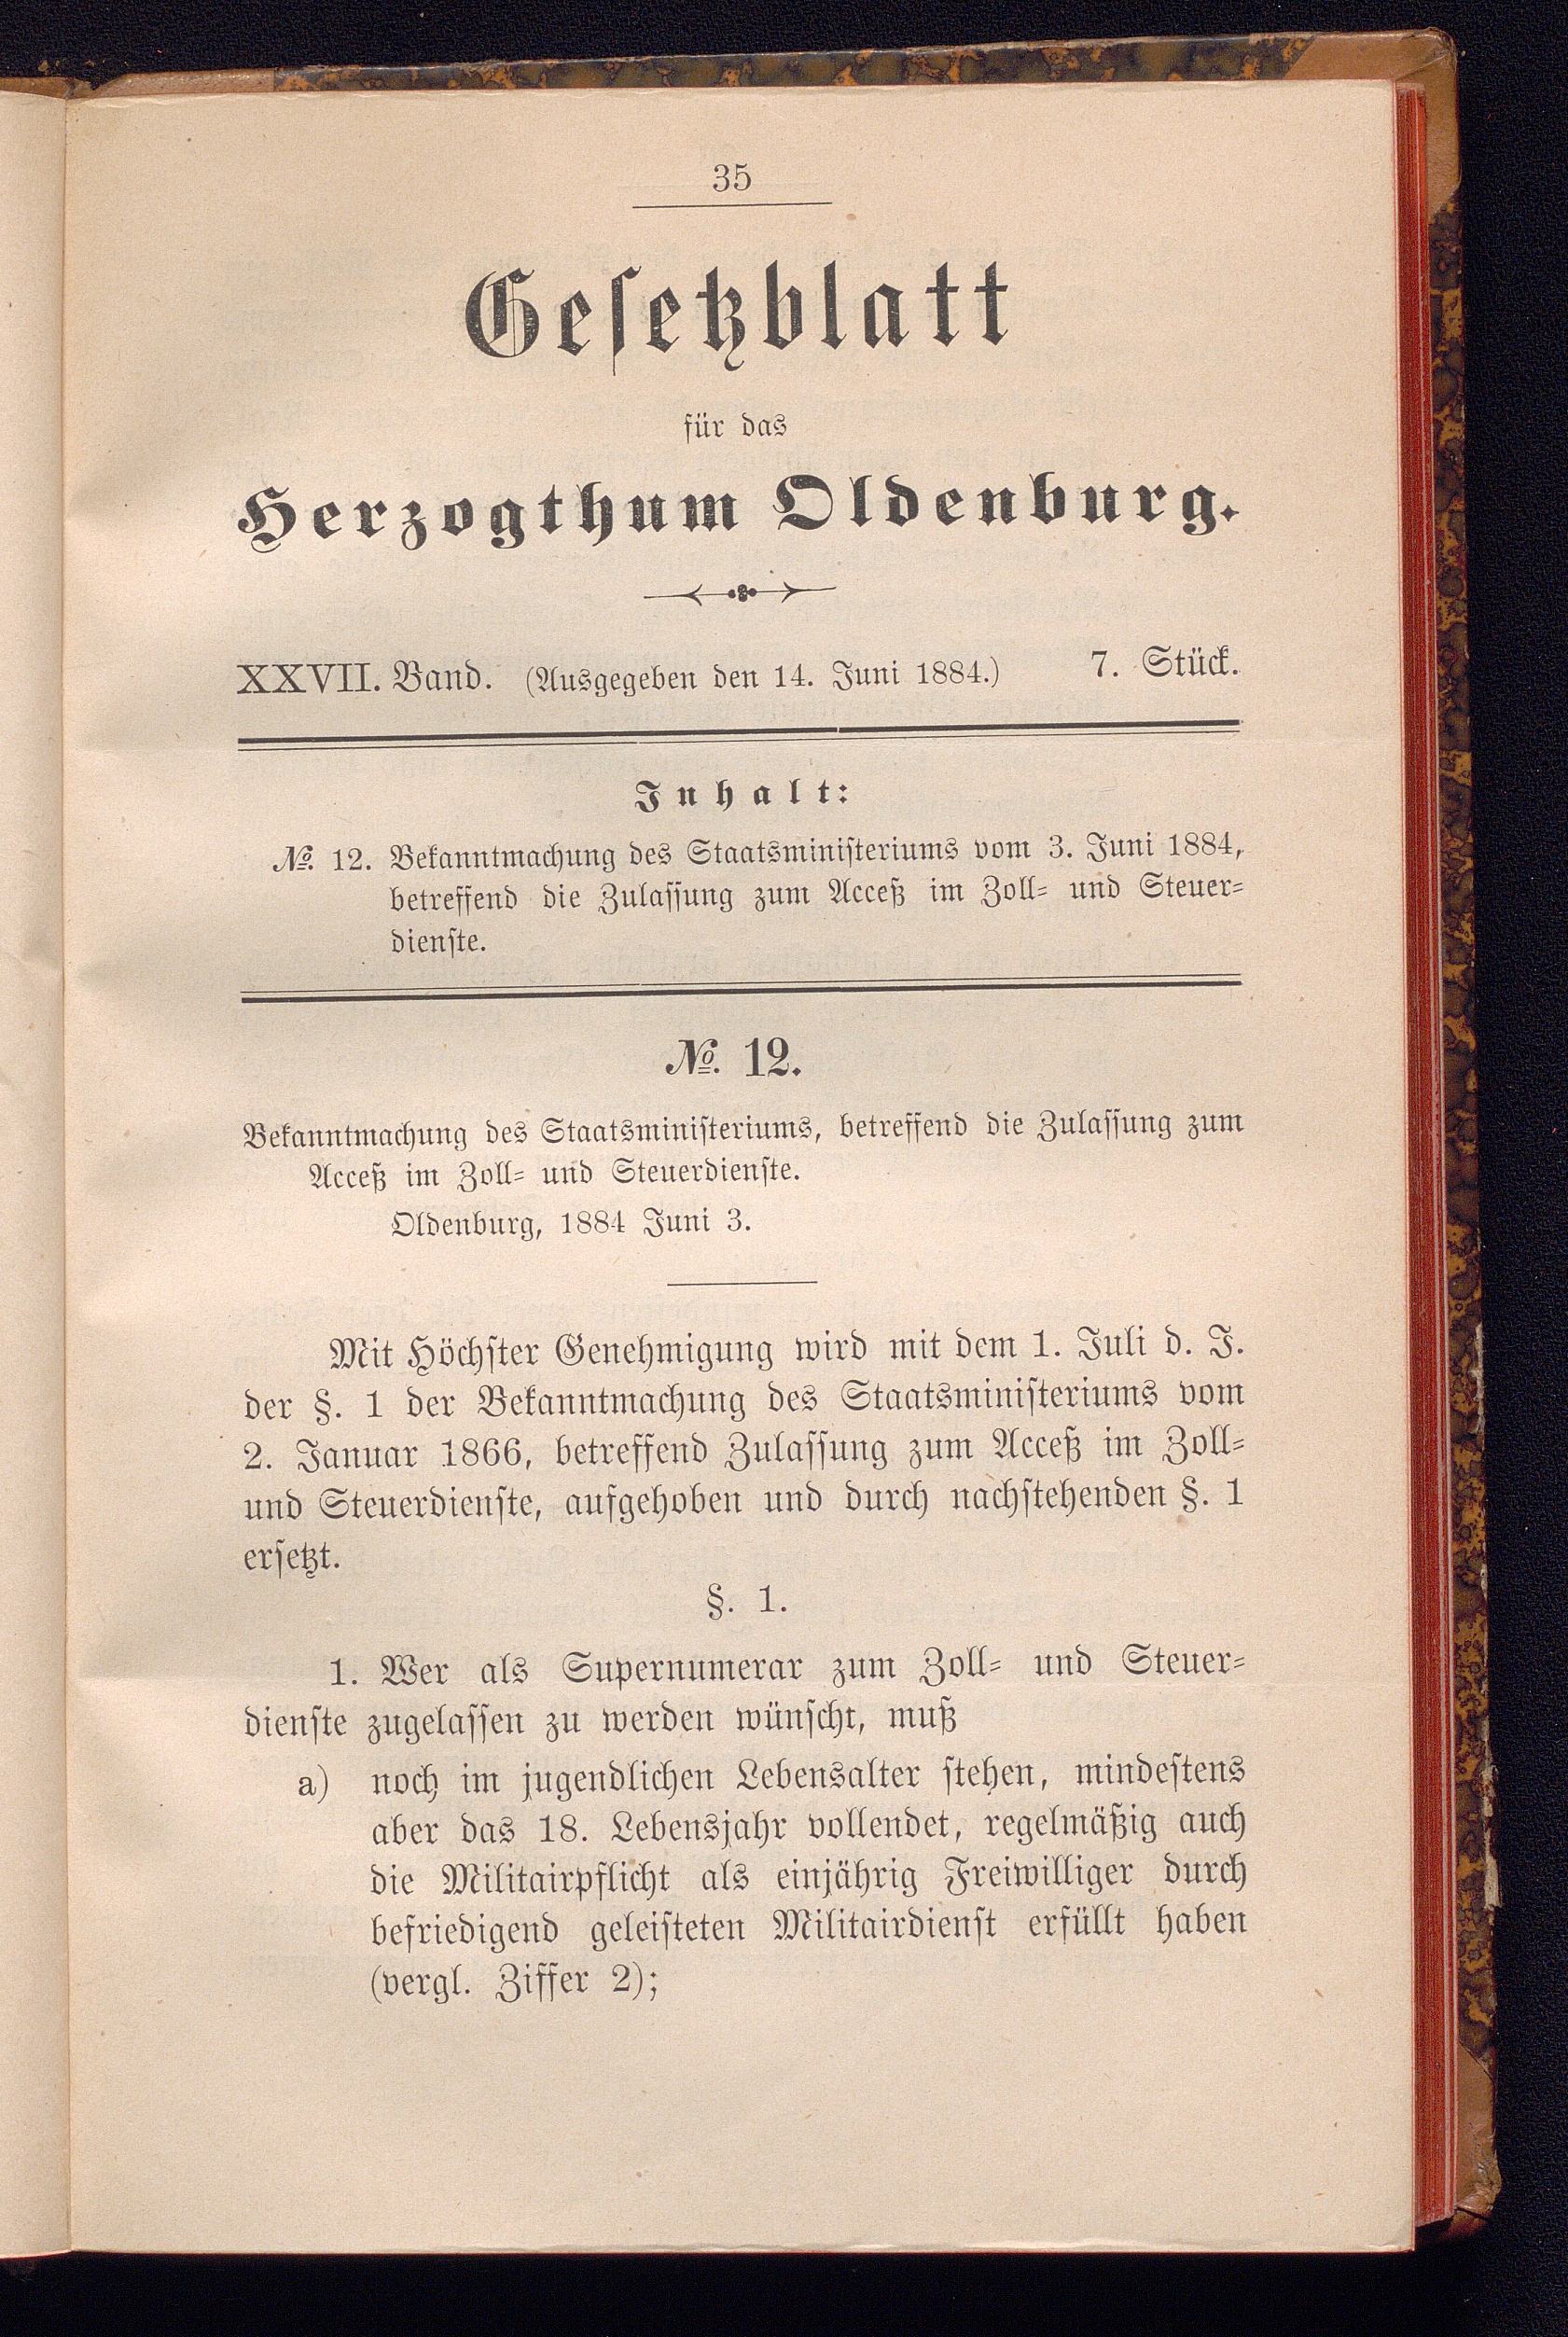 35
Gesetzblatt
für das
Herzogthum Oldenburg.
XXVII. Band. (Ausgegeben den 14. Juni 1884.) 7. Stück.
Inhalt:
№. 12. Bekanntmachung des Staatsministeriums vom 3. Juni 1884,
betreffend die Zulassung zum Acceß im Zoll- und Steuer-
dienste.
№. 12.
Bekanntmachung des Staatsministeriums, betreffend die Zulassung zum
Acceß im Zoll- und Steuerdienste.
Oldenburg, 1884 Juni 3.
Mit Höchster Genehmigung wird mit dem 1. Juli d. J.
der §. 1 der Bekanntmachung des Staatsministeriums vom
2. Januar 1866, betreffend Zulassung zum Acceß im Zoll-
und Steuerdienste, aufgehoben und durch nachstehenden §. 1
ersetzt.
§. 1.
1. Wer als Supernumerar zum Zoll- und Steuer-
dienste zugelassen zu werden wünscht, muß
a) noch im jugendlichen Lebensalter stehen, mindestens
aber das 18. Lebensjahr vollendet, regelmäßig auch
die Militairpflicht als einjährig Freiwilliger durch
befriedigend geleisteten Militairdienst erfüllt haben
(vergl. Ziffer 2);